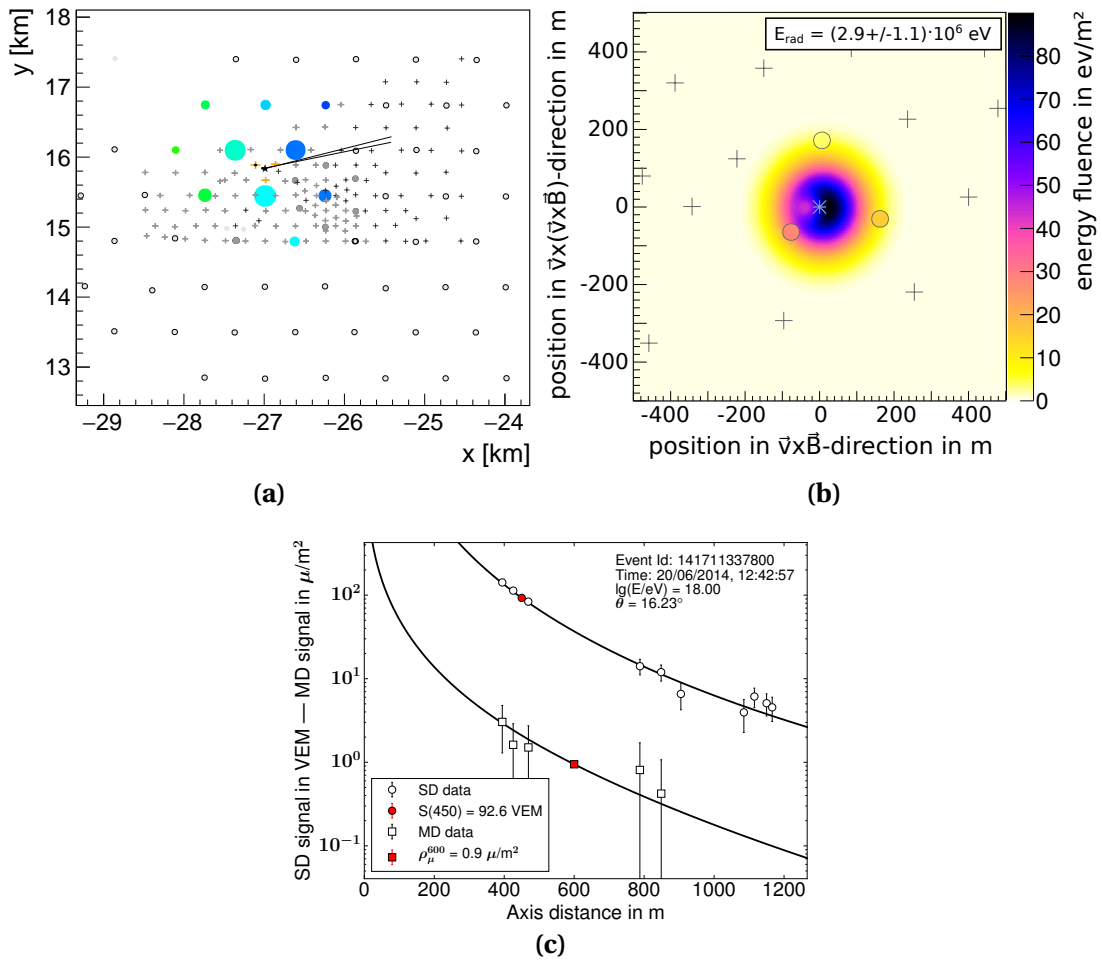 y [km]
18
17
16
15
14
13
−29 −28 −27 −26 −25 −24
x [km]
(a)
position in v⃗x(v⃗xB⃗)-direction in m
400
200
0
-200
-400
-400 -200 0 200 400
position in v⃗xB⃗-direction in m
E_rad = (2.9+/-1.1)·10⁶ eV
energy fluence in ev/m²
80
70
60
50
40
30
20
10
0
(b)
SD signal in VEM — MD signal in μ/m²
10²
10¹
10⁰
10⁻¹
Event Id: 141711337800
Time: 20/06/2014, 12:42:57
lg(E/eV) = 18.00
θ = 16.23°
SD data
S(450) = 92.6 VEM
MD data
ρ_μ^600 = 0.9 μ/m²
0 200 400 600 800 1000 1200
Axis distance in m
(c)